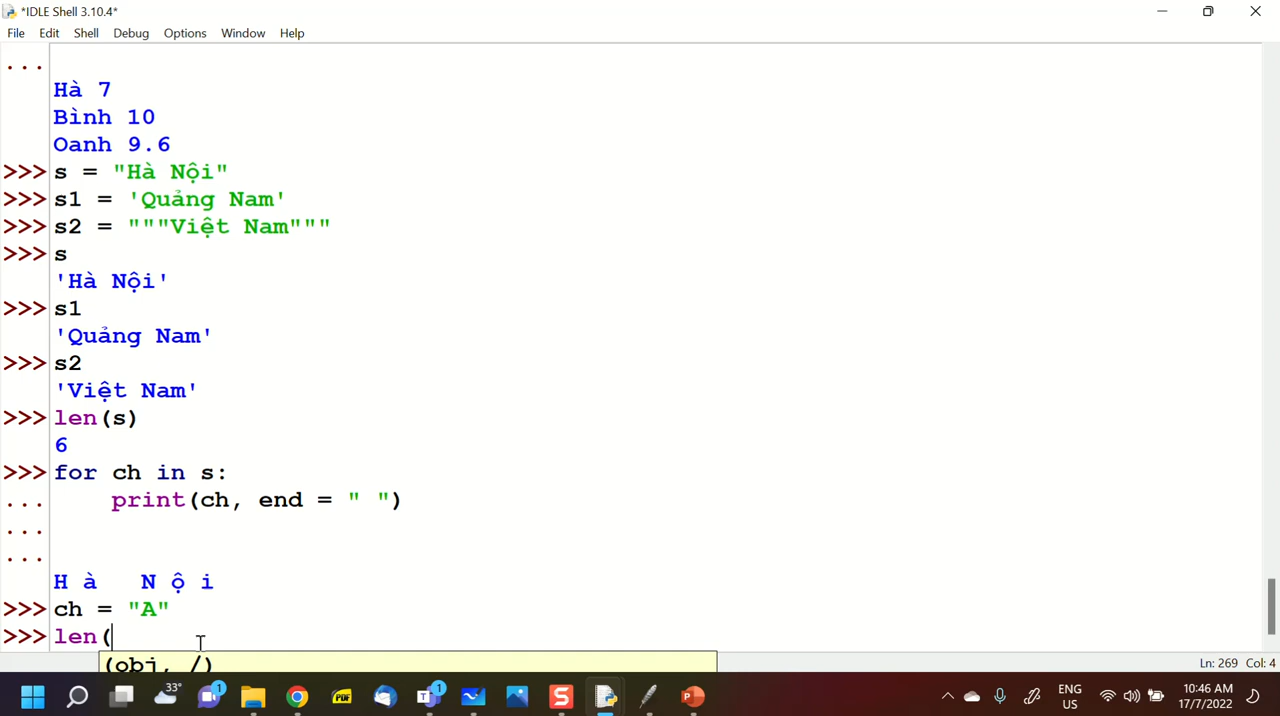 *IDLE Shell 3.10.4*
File Edit Shell Debug Options Window Help
...
Hà 7
Bình 10
Oanh 9.6
>>> s = "Hà Nội"
>>> s1 = 'Quảng Nam'
>>> s2 = """Việt Nam"""
>>> s
'Hà Nội'
>>> s1
'Quảng Nam'
>>> s2
'Việt Nam'
>>> len(s)
6
>>> for ch in s:
... print(ch, end = " ")
...
...
H à   N ộ i
>>> ch = "A"
>>> len(
(obj, /)
Ln: 269 Col: 4
33°
1
1
PDF
S
P
ENG
US
10:46 AM
17/7/2022